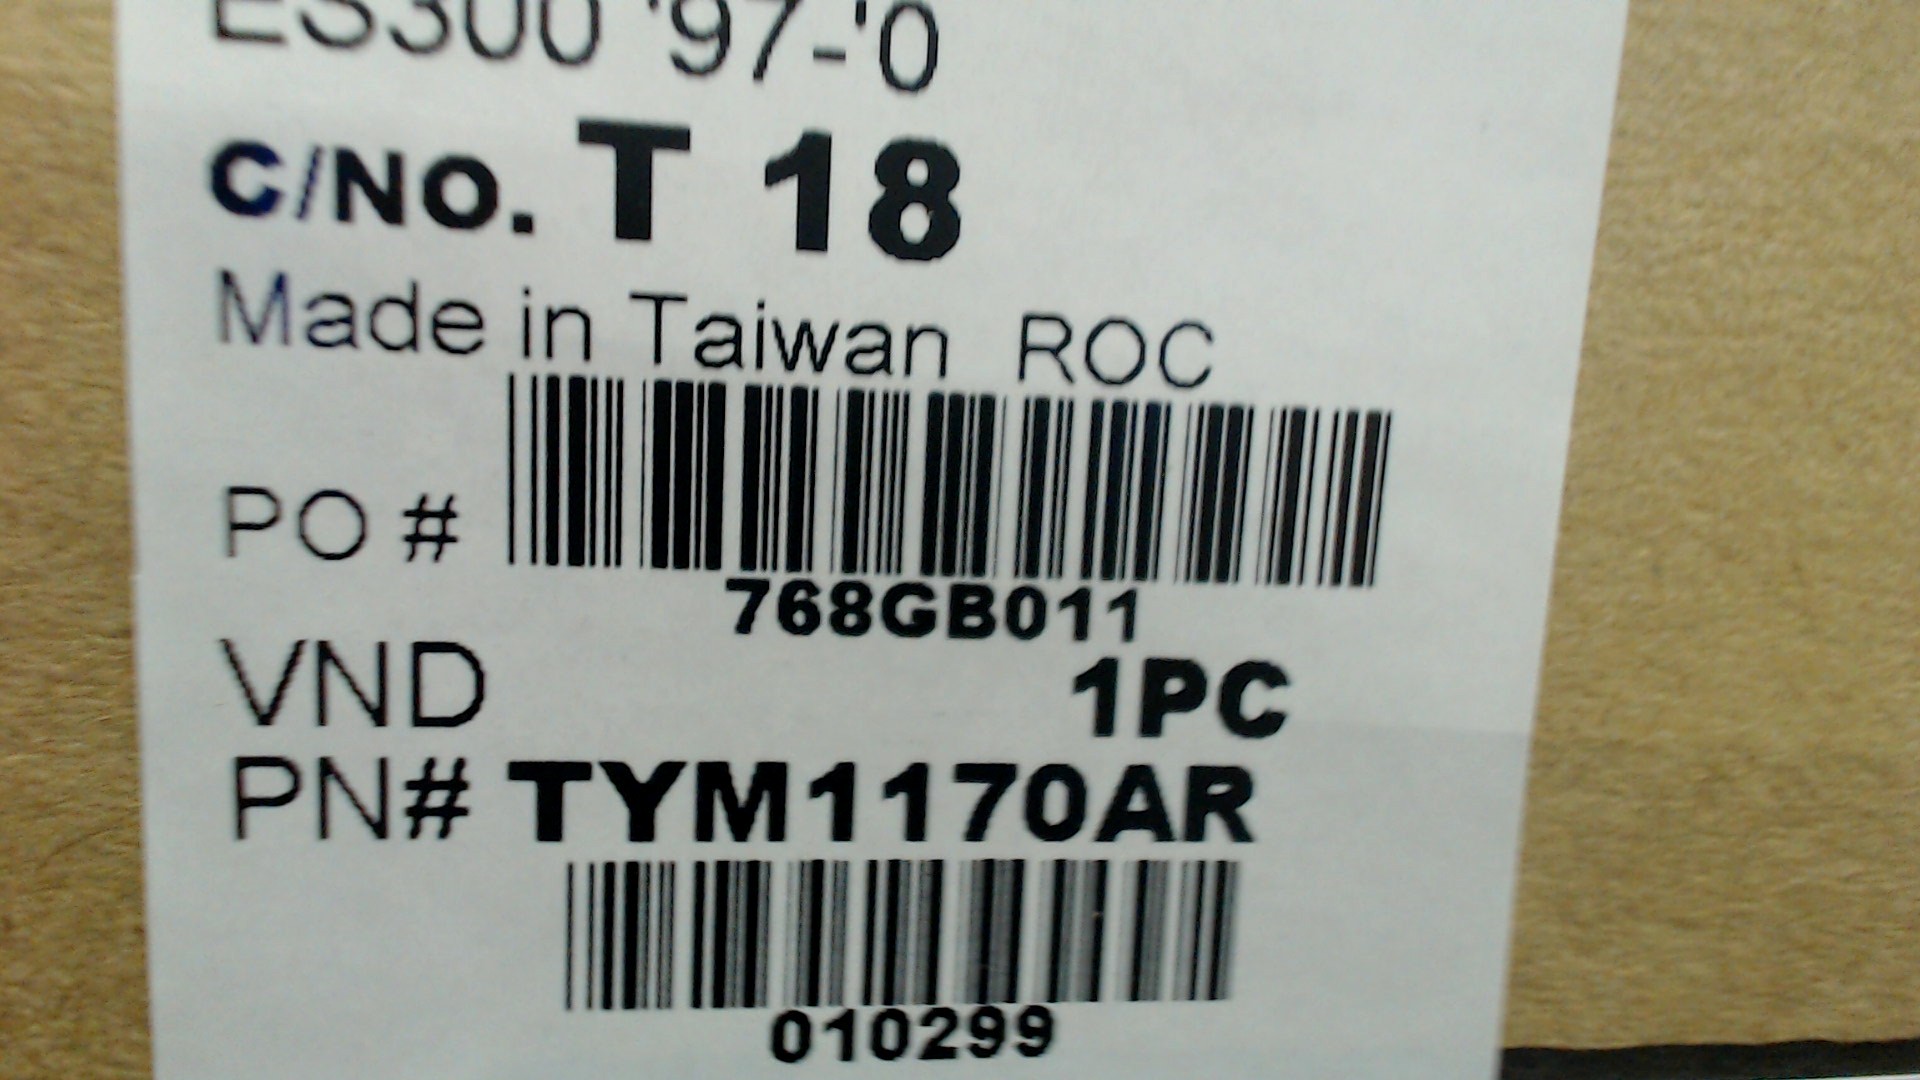 ES300 '97-'0
C/NO. T 18
Made in Taiwan ROC
PO #
768GB011
VND 1PC
PN# TYM1170AR
010299